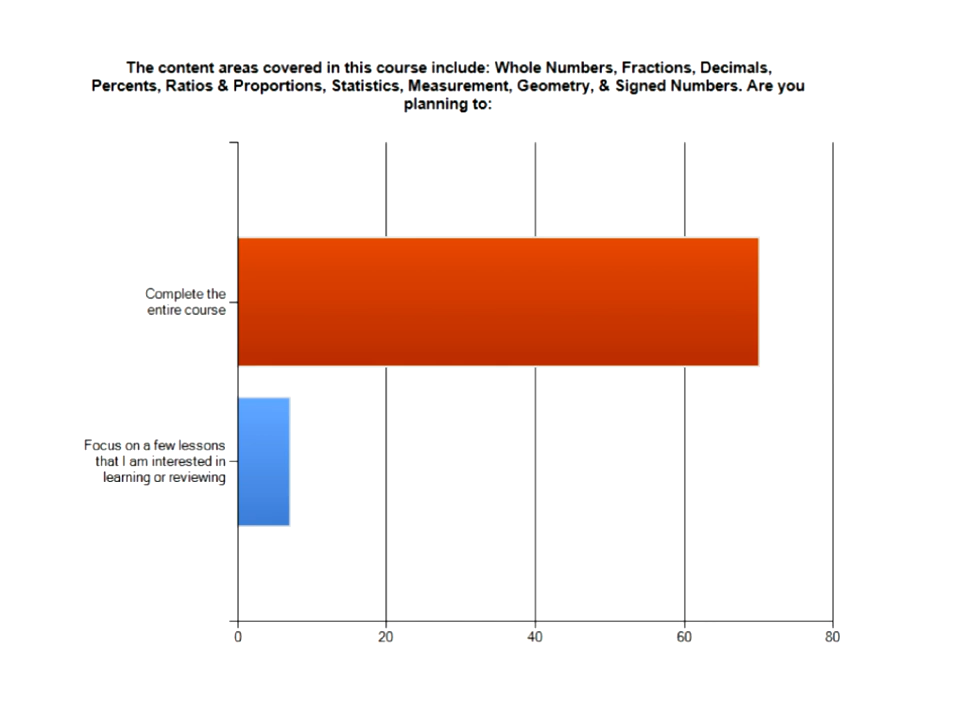 The content areas covered in this course include: Whole Numbers, Fractions, Decimals,
Percents, Ratios & Proportions, Statistics, Measurement, Geometry, & Signed Numbers. Are you
planning to:
Complete the
entire course
Focus on a few lessons
that I am interested in
learning or reviewing
0 20 40 60 80